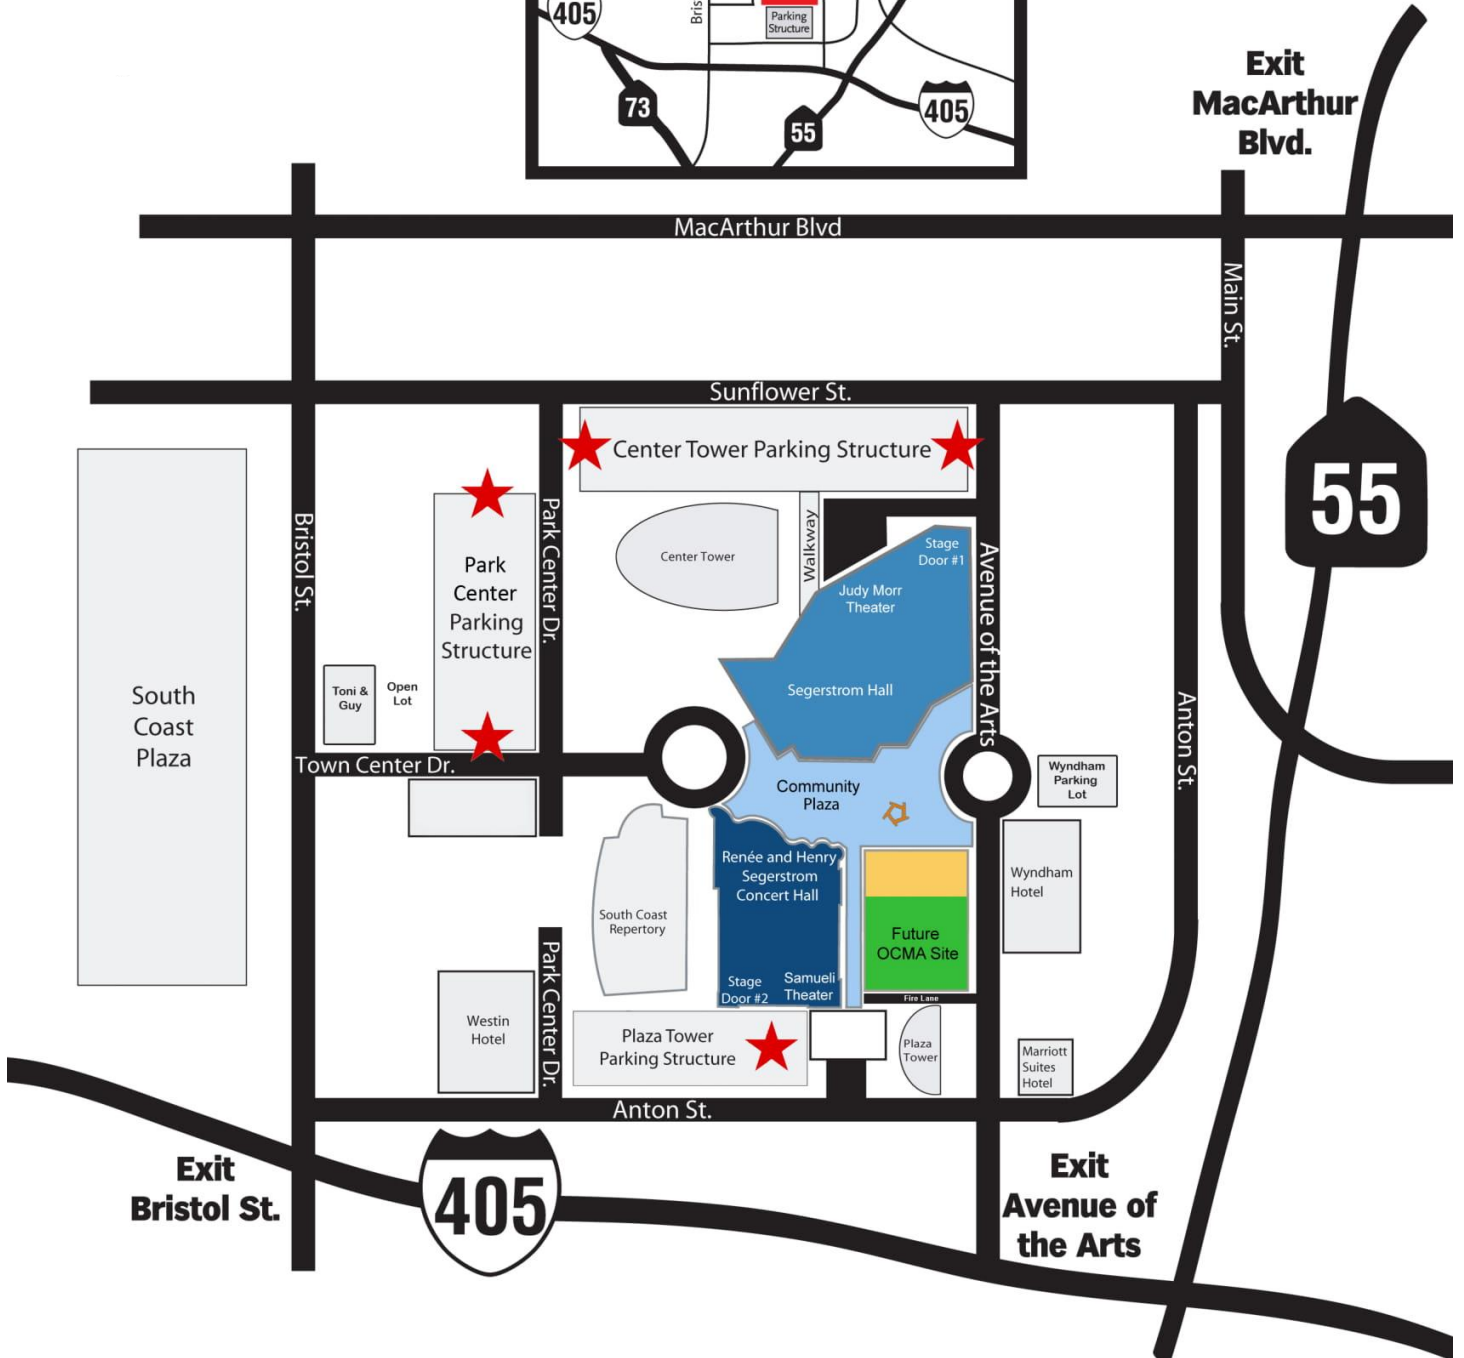 405
Bris
Parking
Structure
73
55
405
Exit
MacArthur
Blvd.
MacArthur Blvd
Main St.
Sunflower St.
Center Tower Parking Structure
55
Bristol St.
Park Center Dr.
Walkway
Stage
Door #1
Avenue of the Arts
Center Tower
Park
Center
Parking
Structure
Judy Morr
Theater
South
Coast
Plaza
Toni &
Guy
Open
Lot
Segerstrom Hall
Anton St.
Town Center Dr.
Community
Plaza
Wyndham
Parking
Lot
Renée and Henry
Segerstrom
Concert Hall
Wyndham
Hotel
South Coast
Repertory
Future
OCMA Site
Park Center Dr.
Stage
Door #2
Samueli
Theater
Fire Lane
Westin
Hotel
Plaza Tower
Parking Structure
Plaza
Tower
Marriott
Suites
Hotel
Anton St.
Exit
Bristol St.
405
Exit
Avenue of
the Arts